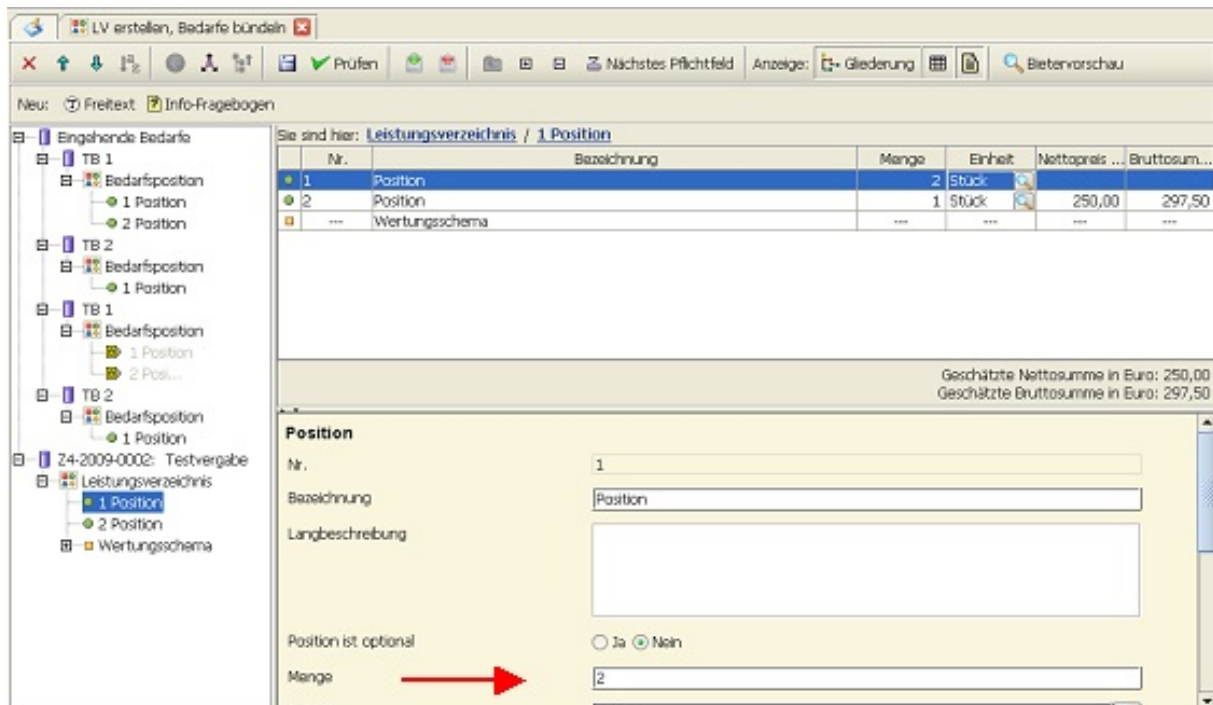 LV erstellen, Bedarfe bündeln
Prüfen Nächstes Pflichtfeld Anzeige: Gliederung Bietervorschau
Neu: Freitext Info-Fragebogen
Eingehende Bedarfe
TB 1
Bedarfsposition
1 Position
2 Position
TB 2
Bedarfsposition
1 Position
TB 1
Bedarfsposition
1 Position
2 Posi...
TB 2
Bedarfsposition
1 Position
Z4-2009-0002: Testvergabe
Leistungsverzeichnis
1 Position
2 Position
Wertungsschema
Sie sind hier: Leistungsverzeichnis / 1 Position
Nr. Bezeichnung Menge Einheit Nettopreis ... Bruttosum...
1 Position 2 Stück
2 Position 1 Stück 250,00 297,50
--- Wertungsschema --- --- --- ---
Geschätzte Nettosumme in Euro: 250,00
Geschätzte Bruttosumme in Euro: 297,50
Position
Nr. 1
Bezeichnung Position
Langbeschreibung
Position ist optional Ja Nein
Menge 2